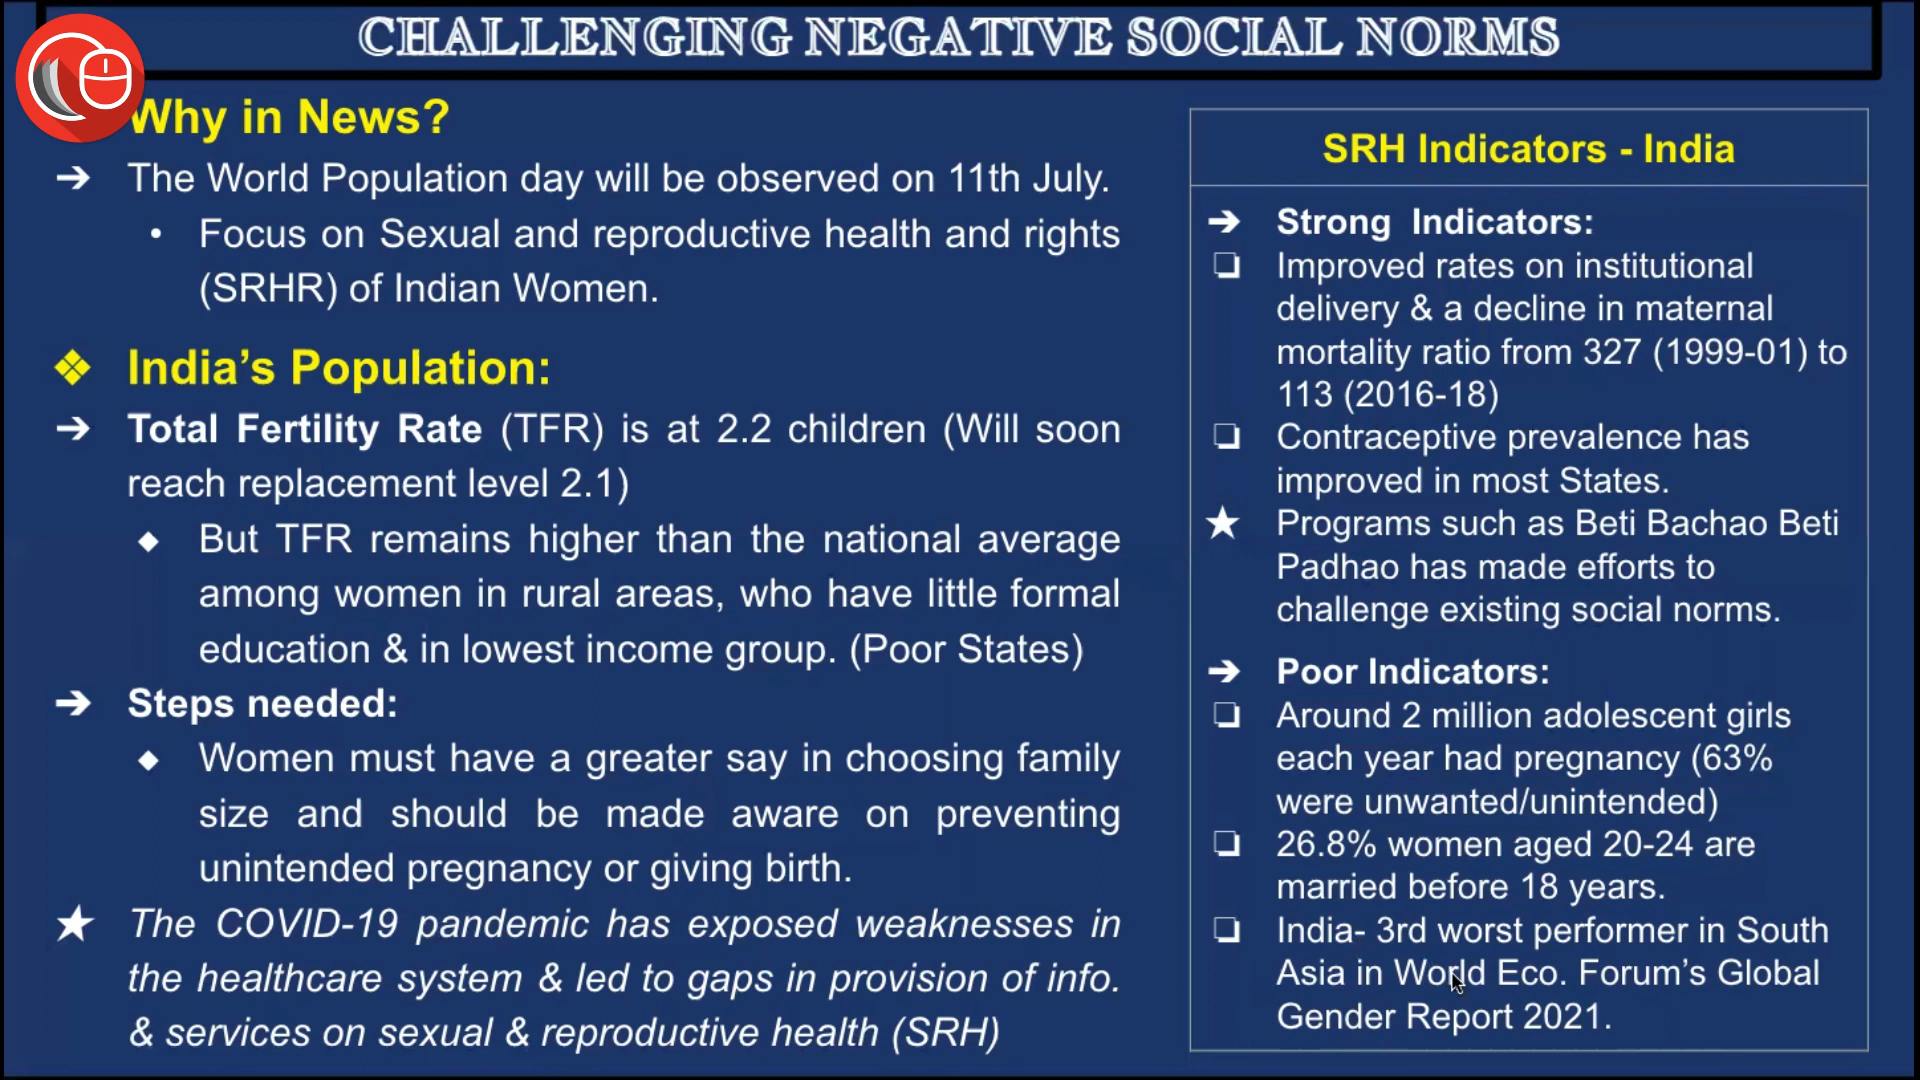 CHALLENGING NEGATIVE SOCIAL NORMS
Why in News?
➔ The World Population day will be observed on 11th July.
• Focus on Sexual and reproductive health and rights
(SRHR) of Indian Women.
❖ India’s Population:
➔ Total Fertility Rate (TFR) is at 2.2 children (Will soon
reach replacement level 2.1)
◆ But TFR remains higher than the national average
among women in rural areas, who have little formal
education & in lowest income group. (Poor States)
➔ Steps needed:
◆ Women must have a greater say in choosing family
size and should be made aware on preventing
unintended pregnancy or giving birth.
★ The COVID-19 pandemic has exposed weaknesses in
the healthcare system & led to gaps in provision of info.
& services on sexual & reproductive health (SRH)
SRH Indicators - India
➔ Strong Indicators:
❏ Improved rates on institutional
delivery & a decline in maternal
mortality ratio from 327 (1999-01) to
113 (2016-18)
❏ Contraceptive prevalence has
improved in most States.
★ Programs such as Beti Bachao Beti
Padhao has made efforts to
challenge existing social norms.
➔ Poor Indicators:
❏ Around 2 million adolescent girls
each year had pregnancy (63%
were unwanted/unintended)
❏ 26.8% women aged 20-24 are
married before 18 years.
❏ India- 3rd worst performer in South
Asia in World Eco. Forum’s Global
Gender Report 2021.